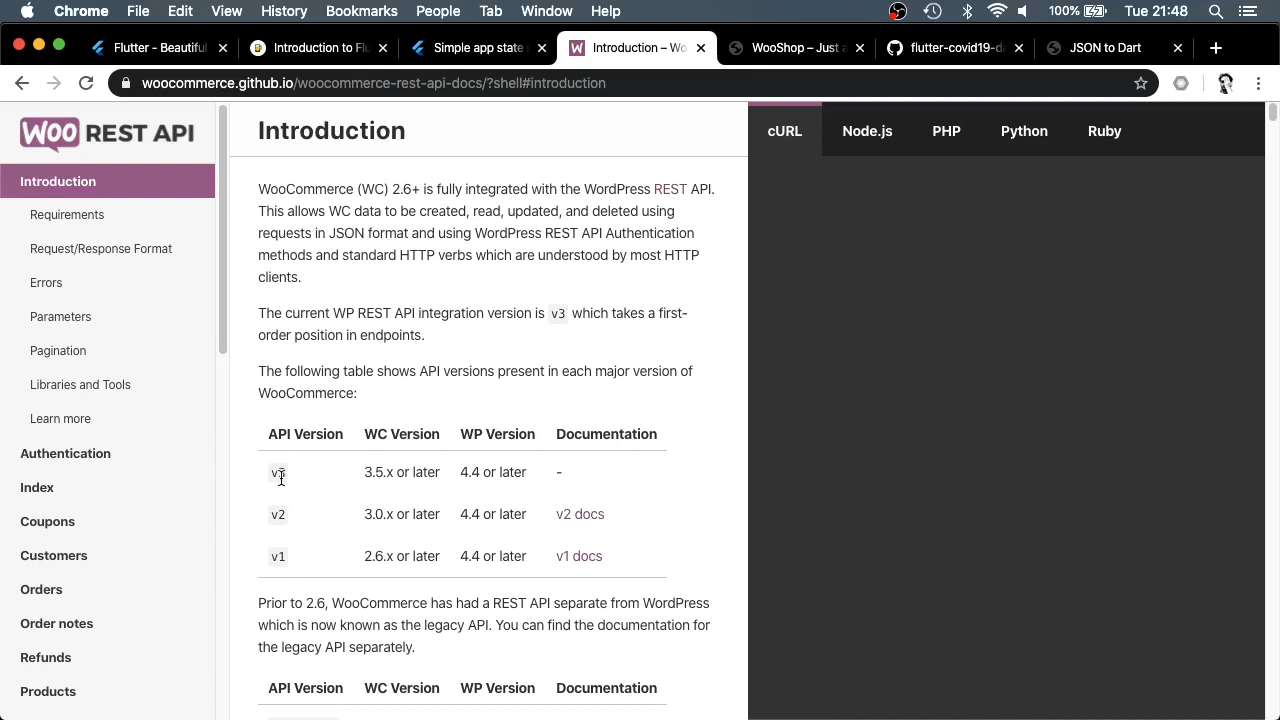 Chrome File Edit View History Bookmarks People Tab Window Help 100% Tue 21:48
Flutter - Beautiful
Introduction to Flu
Simple app state
Introduction – Wo
WooShop – Just a
flutter-covid19-da
JSON to Dart
woocommerce.github.io/woocommerce-rest-api-docs/?shell#introduction
WOO REST API
Introduction
Requirements
Request/Response Format
Errors
Parameters
Pagination
Libraries and Tools
Learn more
Authentication
Index
Coupons
Customers
Orders
Order notes
Refunds
Products
Introduction
WooCommerce (WC) 2.6+ is fully integrated with the WordPress REST API.
This allows WC data to be created, read, updated, and deleted using
requests in JSON format and using WordPress REST API Authentication
methods and standard HTTP verbs which are understood by most HTTP
clients.
The current WP REST API integration version is v3 which takes a first-
order position in endpoints.
The following table shows API versions present in each major version of
WooCommerce:
API Version WC Version WP Version Documentation
v3 3.5.x or later 4.4 or later -
v2 3.0.x or later 4.4 or later v2 docs
v1 2.6.x or later 4.4 or later v1 docs
Prior to 2.6, WooCommerce has had a REST API separate from WordPress
which is now known as the legacy API. You can find the documentation for
the legacy API separately.
API Version WC Version WP Version Documentation
cURL Node.js PHP Python Ruby